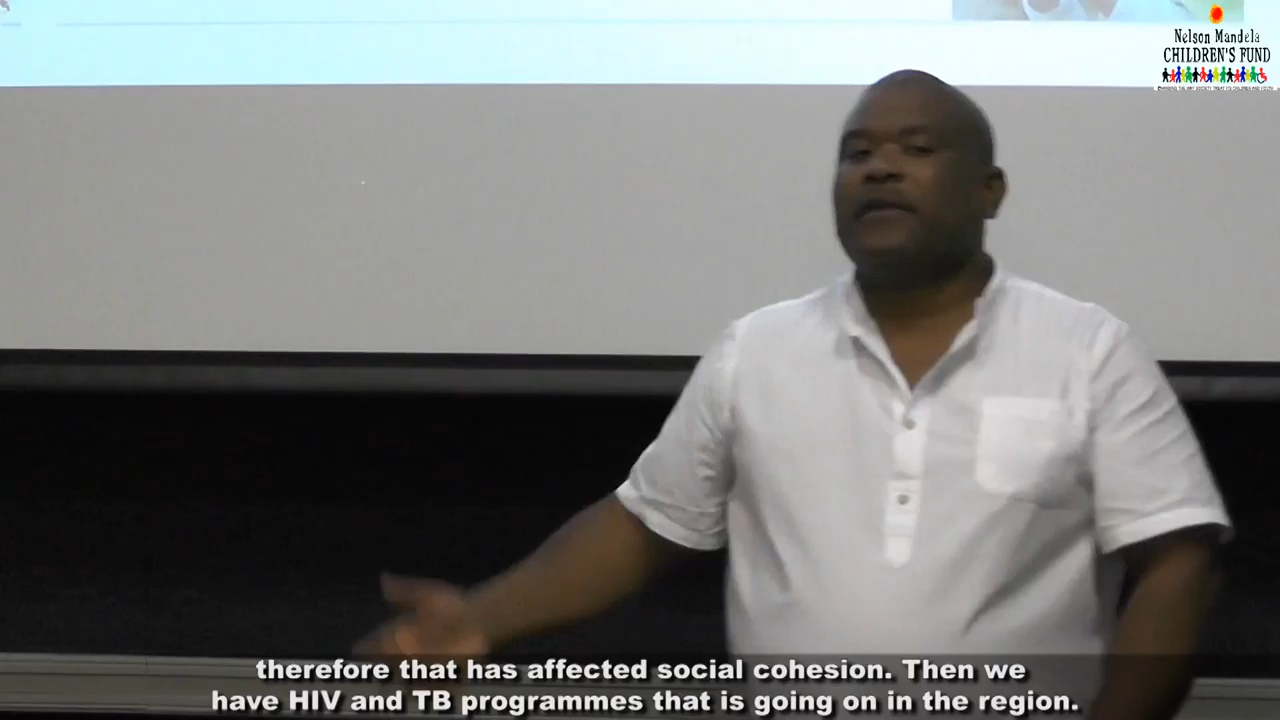 Nelson Mandela
CHILDREN'S FUND
therefore that has affected social cohesion. Then we
have HIV and TB programmes that is going on in the region.